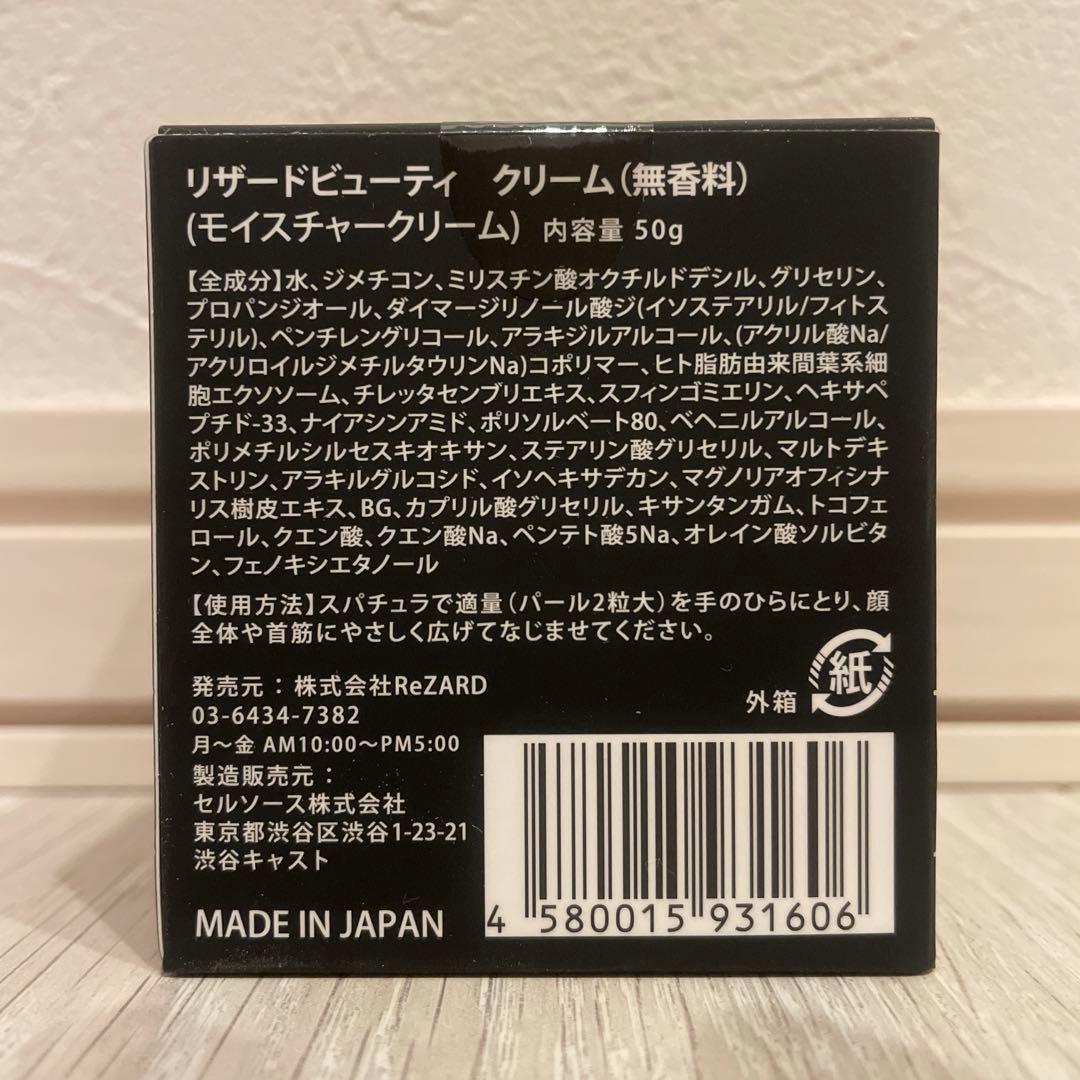 リザードビューティ　クリーム（無香料）
(モイスチャークリーム) 内容量 50g
【全成分】水、ジメチコン、ミリスチン酸オクチルドデシル、グリセリン、
プロパンジオール、ダイマージリノール酸ジ(イソステアリル/フィトス
テリル)、ペンチレングリコール、アラキジルアルコール、(アクリル酸Na/
アクリロイルジメチルタウリンNa)コポリマー、ヒト脂肪由来間葉系細
胞エクソソーム、チレッタセンブリエキス、スフィンゴミエリン、ヘキサペ
プチド-33、ナイアシンアミド、ポリソルベート80、ベヘニルアルコール、
ポリメチルシルセスキオキサン、ステアリン酸グリセリル、マルトデキ
ストリン、アラキルグルコシド、イソヘキサデカン、マグノリアオフィシナ
リス樹皮エキス、BG、カプリル酸グリセリル、キサンタンガム、トコフェ
ロール、クエン酸、クエン酸Na、ペンテト酸5Na、オレイン酸ソルビタ
ン、フェノキシエタノール
【使用方法】スパチュラで適量（パール2粒大）を手のひらにとり、顔
全体や首筋にやさしく広げてなじませてください。
発売元：株式会社ReZARD
03-6434-7382
月～金 AM10:00～PM5:00
製造販売元：
セルソース株式会社
東京都渋谷区渋谷1-23-21
渋谷キャスト
MADE IN JAPAN
外箱 紙
4 580015 931606